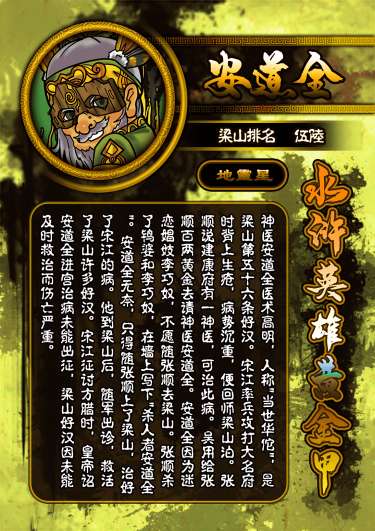 安道全
梁山排名 伍陸
地靈星
水浒英雄黄金甲
神医安道全医术高明，人称“当世华佗”，是
梁山第五十六条好汉。宋江率兵攻打大名府
时背上生疮，病势沉重，便回师梁山泊。张
顺说建康府有一神医，可治此病。吴用给张
顺百两黄金去请神医安道全。安道全因为迷
恋娼妓李巧奴，不愿随张顺去梁山。张顺杀
了鸨婆和李巧奴，在墙上写下“杀人者安道全
”。安道全无奈，只得随张顺上了梁山，治好
了宋江的病。他到梁山后，随军出诊，救活
了梁山许多好汉。宋江征讨方腊时，皇帝诏
安道全进宫治病未能出征，梁山好汉因未能
及时救治而伤亡严重。